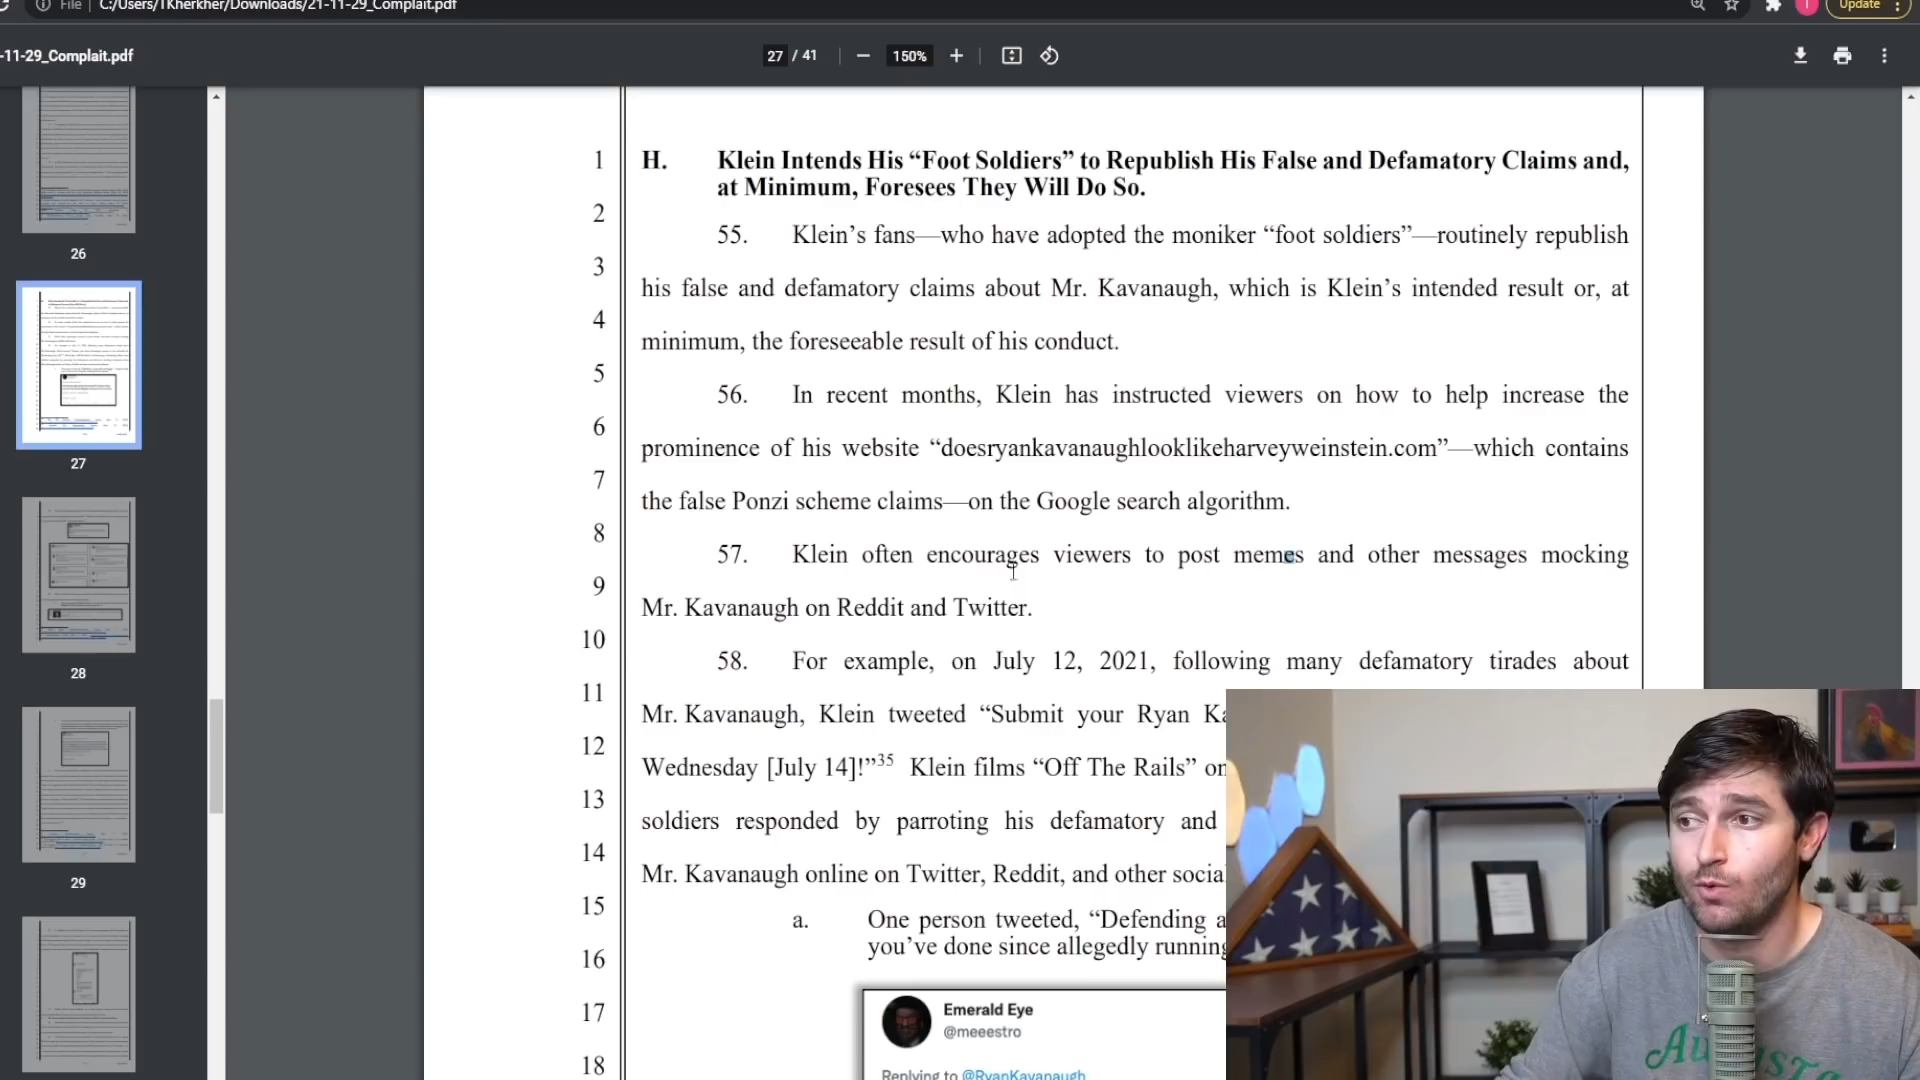 File C:/Users/TKherkher/Downloads/21-11-29_Complait.pdf
Update
-11-29_Complait.pdf
27 / 41
150%
1 H. Klein Intends His “Foot Soldiers” to Republish His False and Defamatory Claims and,
at Minimum, Foresees They Will Do So.
2
55. Klein’s fans—who have adopted the moniker “foot soldiers”—routinely republish
3
his false and defamatory claims about Mr. Kavanaugh, which is Klein’s intended result or, at
4
minimum, the foreseeable result of his conduct.
5
56. In recent months, Klein has instructed viewers on how to help increase the
6
prominence of his website “doesryankavanaughlooklikeharveyweinstein.com”—which contains
7
the false Ponzi scheme claims—on the Google search algorithm.
8
57. Klein often encourages viewers to post memes and other messages mocking
9
Mr. Kavanaugh on Reddit and Twitter.
10
58. For example, on July 12, 2021, following many defamatory tirades about
11
Mr. Kavanaugh, Klein tweeted “Submit your Ryan Ka
12
Wednesday [July 14]!”35 Klein films “Off The Rails” on
13
soldiers responded by parroting his defamatory and
14
Mr. Kavanaugh online on Twitter, Reddit, and other socia
15
a. One person tweeted, “Defending a
you’ve done since allegedly running
16
17
Emerald Eye
@meeestro
18
Replying to @RyanKavanaugh
26
27
28
29